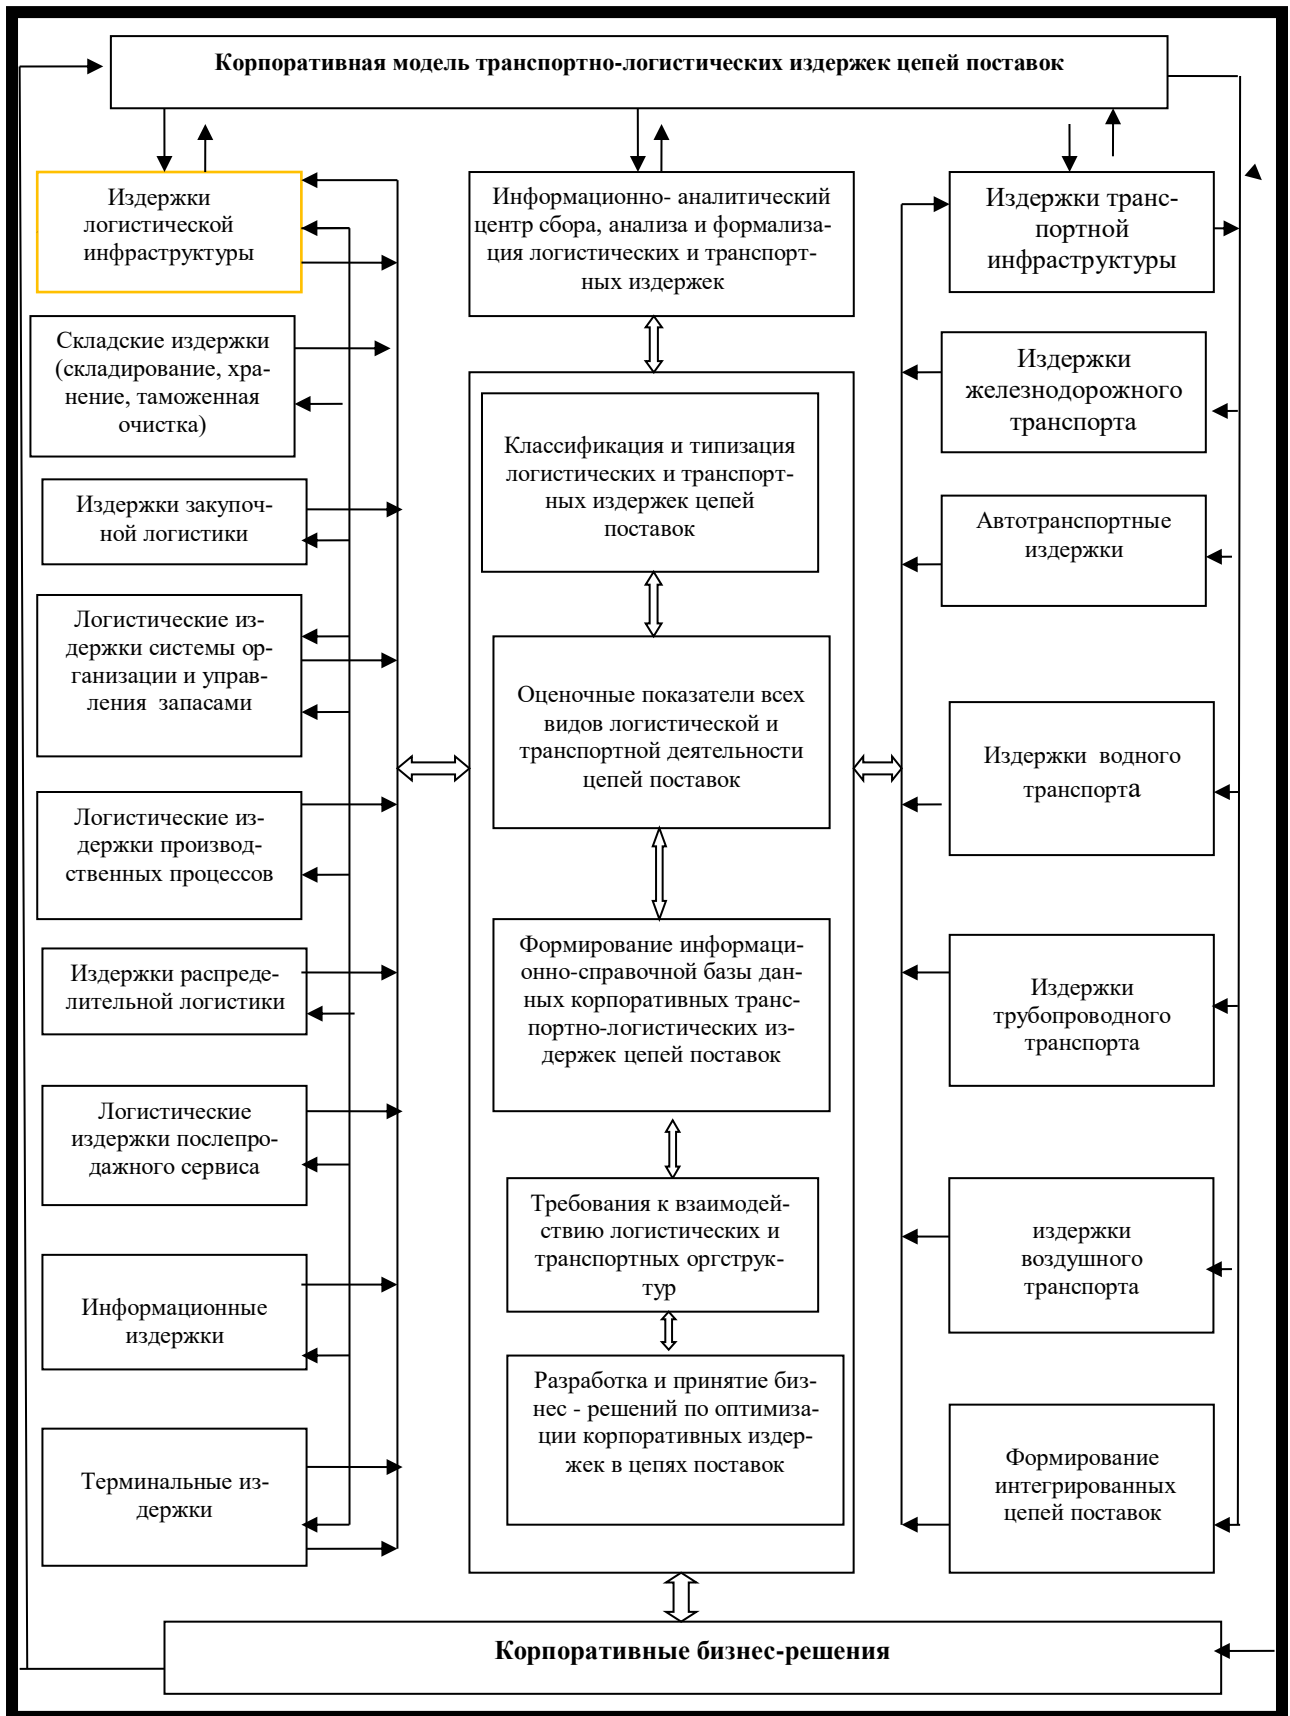 Корпоративная модель транспортно-логистических издержек цепей поставок
Издержки
логистической
инфраструктуры
Складские издержки
(складирование, хра-
нение, таможенная
очистка)
Издержки закупоч-
ной логистики
Логистические из-
держки системы ор-
ганизации и управ-
ления запасами
Логистические из-
держки производ-
ственных процессов
Издержки распреде-
лительной логистики
Логистические
издержки послепро-
дажного сервиса
Информационные
издержки
Терминальные из-
держки
Информационно- аналитический
центр сбора, анализа и формализа-
ция логистических и транспорт-
ных издержек
Классификация и типизация
логистических и транспорт-
ных издержек цепей
поставок
Оценочные показатели всех
видов логистической и
транспортной деятельности
цепей поставок
Формирование информаци-
онно-справочной базы дан-
ных корпоративных транс-
портно-логистических из-
держек цепей поставок
Требования к взаимодей-
ствию логистических и
транспортных оргструк-
тур
Разработка и принятие биз-
нес - решений по оптимиза-
ции корпоративных издер-
жек в цепях поставок
Издержки транс-
портной
инфраструктуры
Издержки
железнодорожного
транспорта
Автотранспортные
издержки
Издержки водного
транспорта
Издержки
трубопроводного
транспорта
издержки
воздушного
транспорта
Формирование
интегрированных
цепей поставок
Корпоративные бизнес-решения